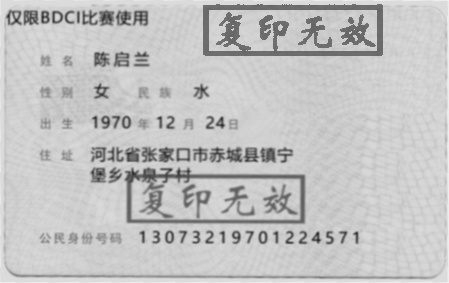 仅限BDCI比赛使用
复印无效
姓名 陈启兰
性别 女 民族 水
出生 1970 年 12 月 24 日
住址 河北省张家口市赤城县镇宁
堡乡水泉子村
复印无效
公民身份号码 130732197012224571